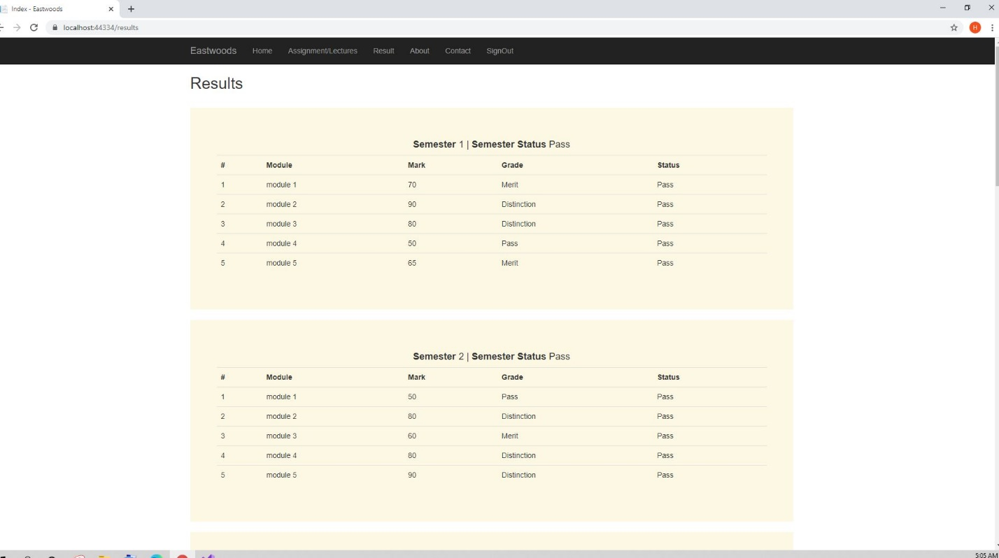 Index - Eastwoods
localhost:44334/results
H
Eastwoods Home Assignment/Lectures Result About Contact SignOut
Results
Semester 1 | Semester Status Pass
# Module Mark Grade Status
1 module 1 70 Merit Pass
2 module 2 90 Distinction Pass
3 module 3 80 Distinction Pass
4 module 4 50 Pass Pass
5 module 5 65 Merit Pass
Semester 2 | Semester Status Pass
# Module Mark Grade Status
1 module 1 50 Pass Pass
2 module 2 80 Distinction Pass
3 module 3 60 Merit Pass
4 module 4 80 Distinction Pass
5 module 5 90 Distinction Pass
5:05 AM